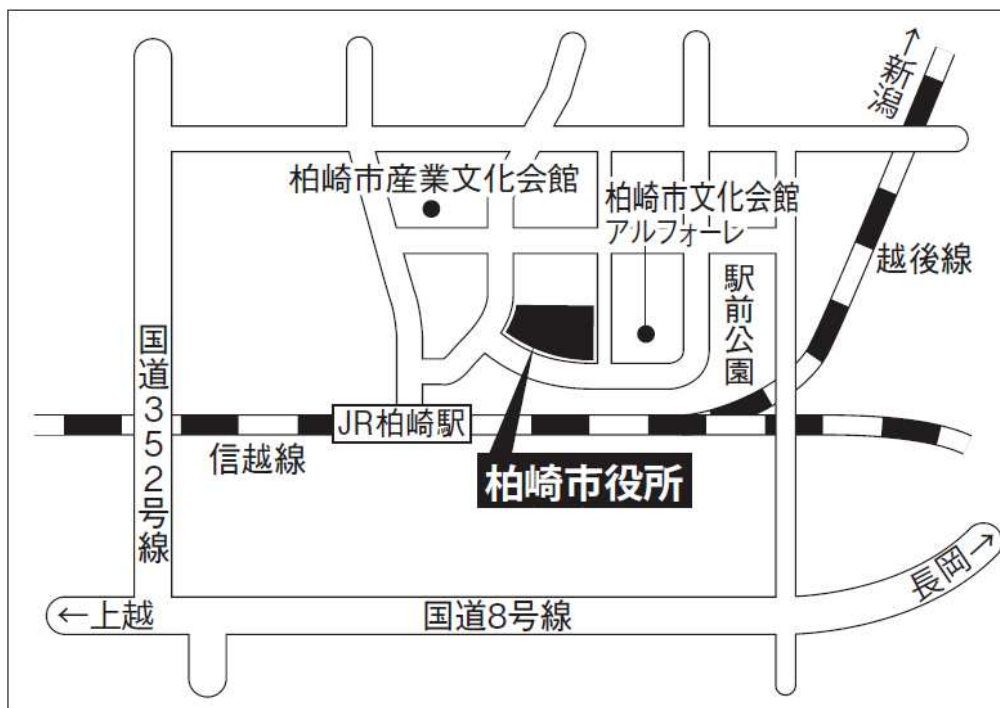 ↑新潟
柏崎市産業文化会館
柏崎市文化会館
アルフォーレ
越後線
駅前公園
国道352号線
JR柏崎駅
信越線
柏崎市役所
長岡→
←上越
国道8号線